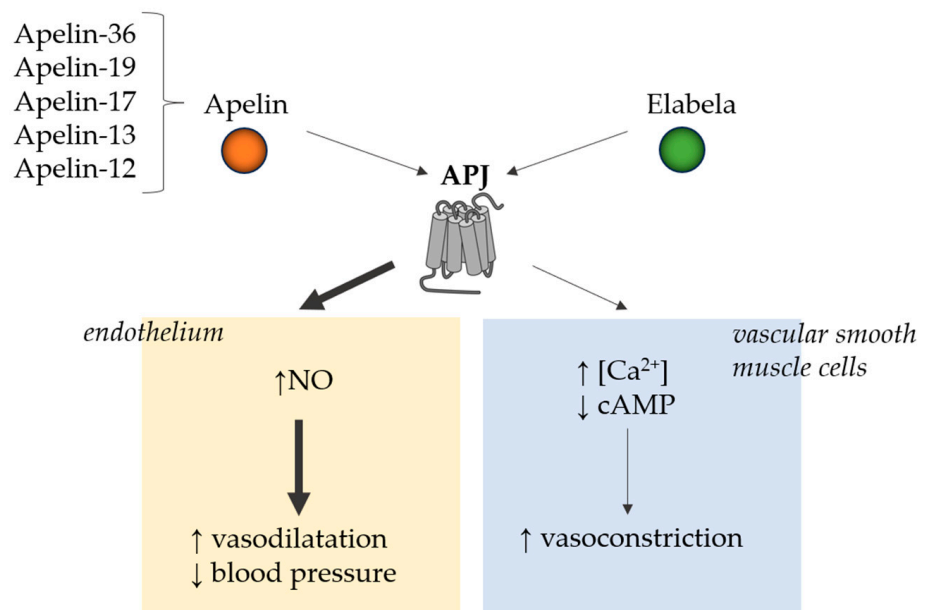 Apelin-36
Apelin-19
Apelin-17
Apelin-13
Apelin-12
Apelin
Elabela
APJ
endothelium
↑NO
↑ vasodilatation
↓ blood pressure
vascular smooth
muscle cells
↑ [Ca²⁺]
↓ cAMP
↑ vasoconstriction